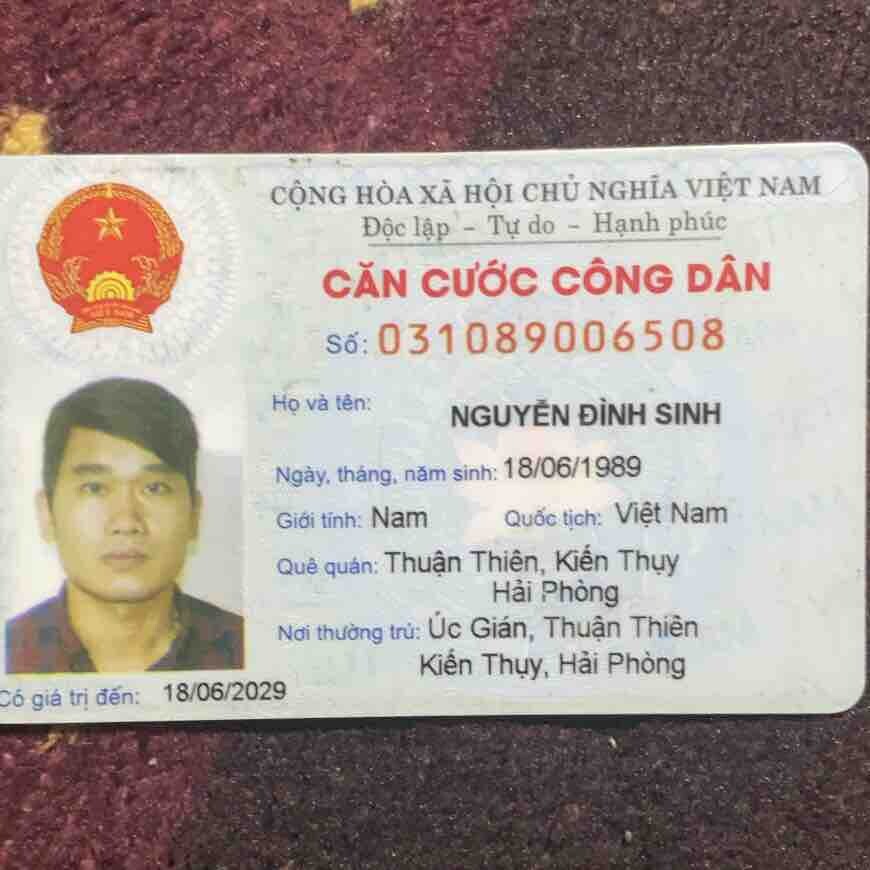 CỘNG HÒA XÃ HỘI CHỦ NGHĨA VIỆT NAM
Độc lập - Tự do - Hạnh phúc
CĂN CƯỚC CÔNG DÂN
Số: 031089006508
Họ và tên: NGUYỄN ĐÌNH SINH
Ngày, tháng, năm sinh: 18/06/1989
Giới tính: Nam Quốc tịch: Việt Nam
Quê quán: Thuận Thiên, Kiến Thụy
Hải Phòng
Nơi thường trú: Úc Gián, Thuận Thiên
Kiến Thụy, Hải Phòng
Có giá trị đến: 18/06/2029